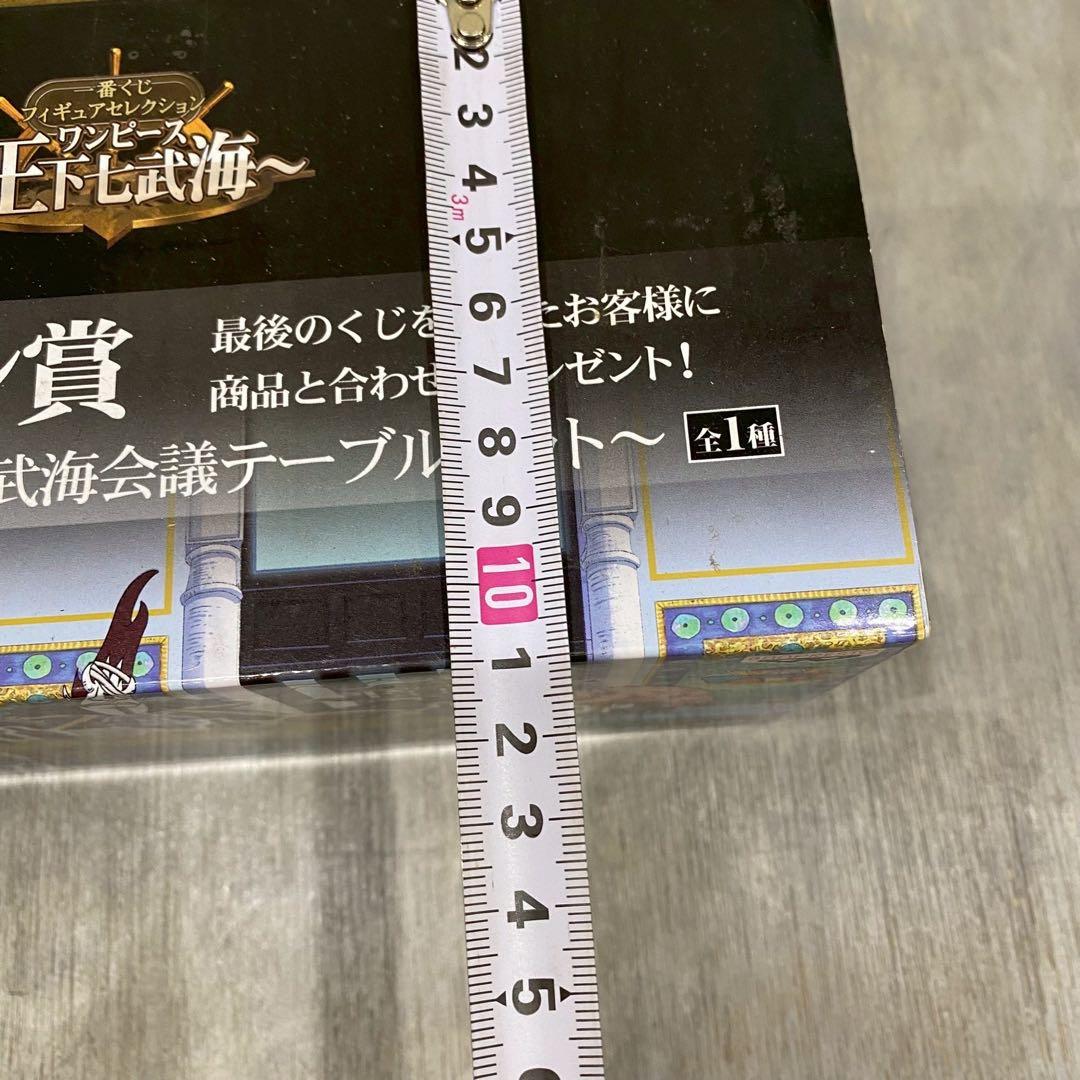 一番くじ
フィギュアセレクション
ワンピース
王下七武海～
賞
最後のくじを
たお客様に
商品と合わせ
レゼント!
武海会議テーブル
ット～
全1種
2
3
4
3m
5
6
7
8
9
10
1
2
3
4
5